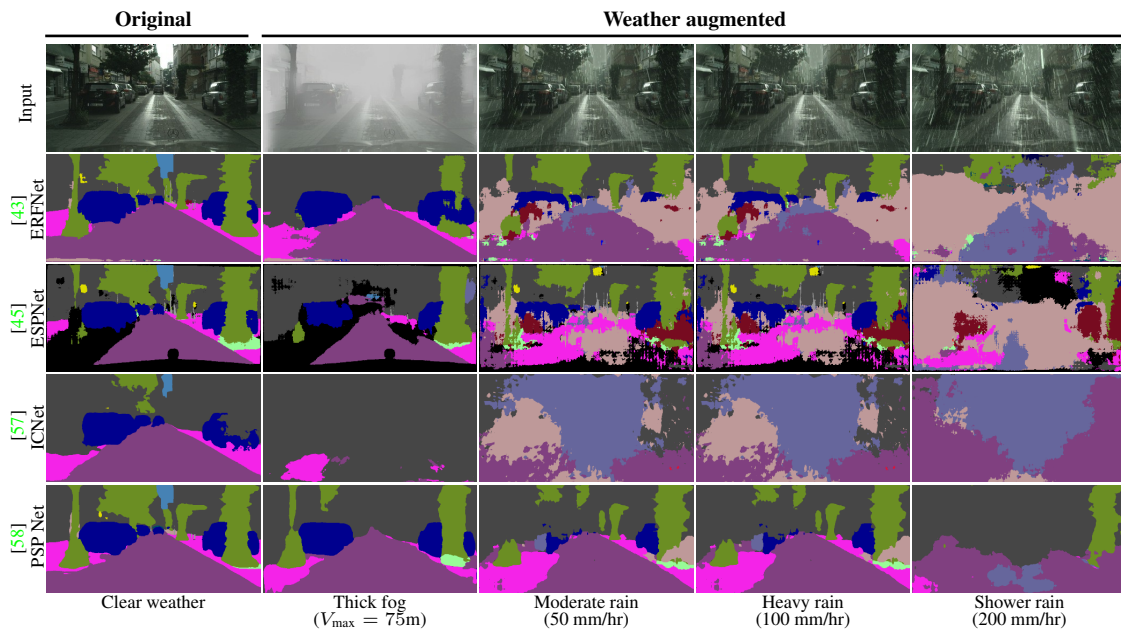 Original
Weather augmented
Input
[43]
ERFNet
[45]
ESPNet
[57]
ICNet
[58]
PSP Net
Clear weather
Thick fog
(Vmax = 75m)
Moderate rain
(50 mm/hr)
Heavy rain
(100 mm/hr)
Shower rain
(200 mm/hr)